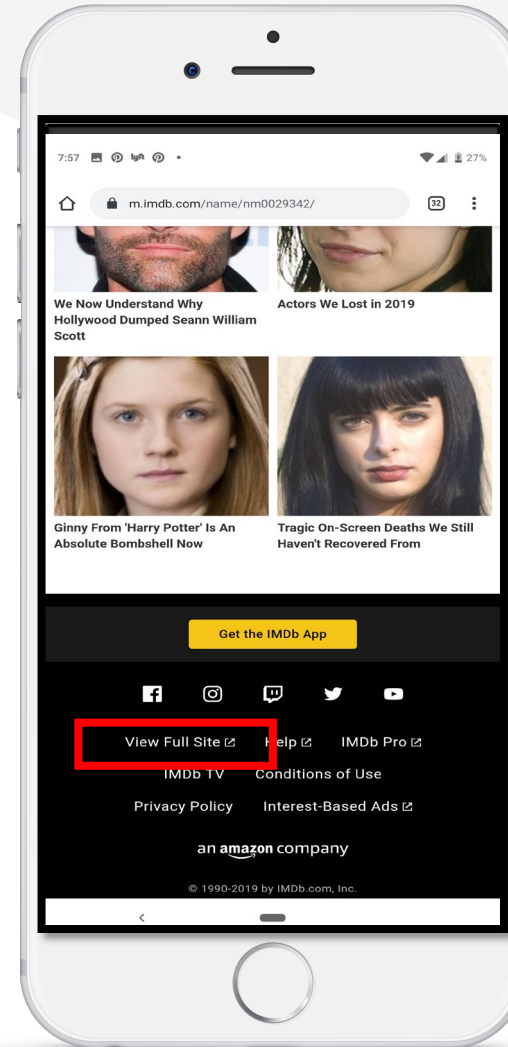 7:57 lyft 27%
m.imdb.com/name/nm0029342/ 32
We Now Understand Why
Hollywood Dumped Seann William
Scott
Actors We Lost in 2019
Ginny From 'Harry Potter' Is An
Absolute Bombshell Now
Tragic On-Screen Deaths We Still
Haven't Recovered From
Get the IMDb App
View Full Site Help IMDb Pro
IMDb TV Conditions of Use
Privacy Policy Interest-Based Ads
an amazon company
© 1990-2019 by IMDb.com, Inc.